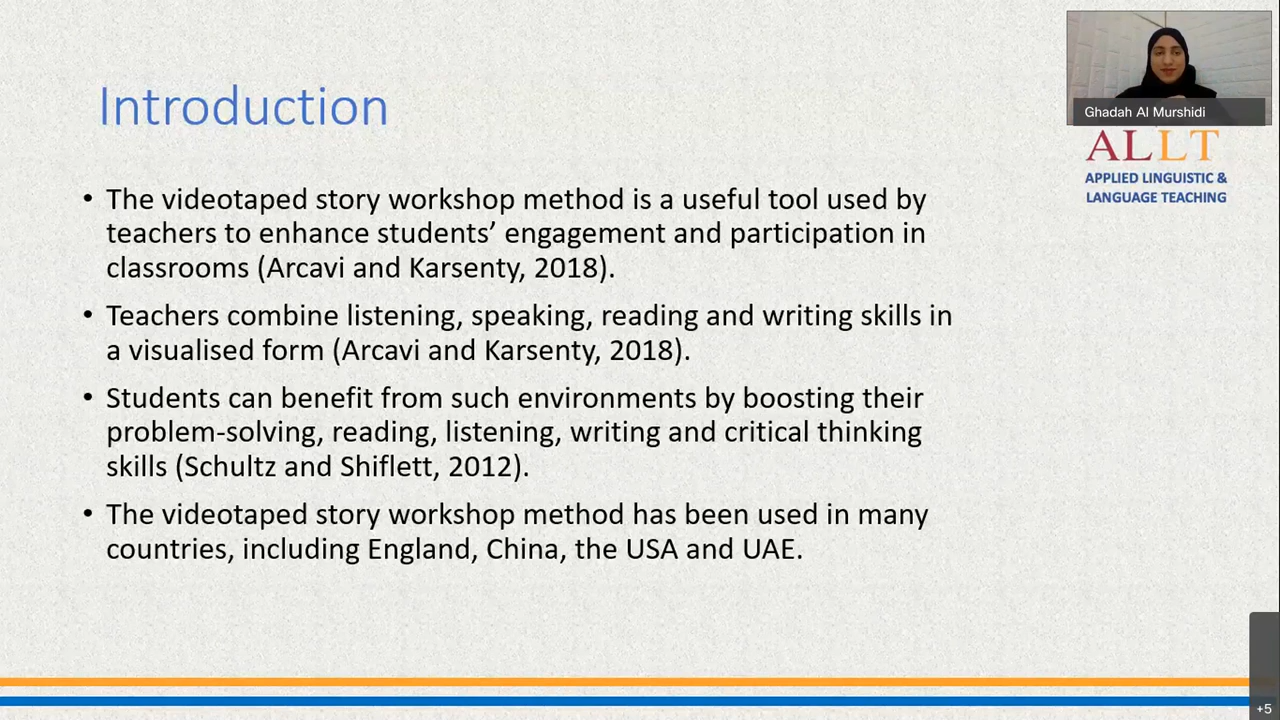 Introduction
• The videotaped story workshop method is a useful tool used by
teachers to enhance students’ engagement and participation in
classrooms (Arcavi and Karsenty, 2018).
• Teachers combine listening, speaking, reading and writing skills in
a visualised form (Arcavi and Karsenty, 2018).
• Students can benefit from such environments by boosting their
problem-solving, reading, listening, writing and critical thinking
skills (Schultz and Shiflett, 2012).
• The videotaped story workshop method has been used in many
countries, including England, China, the USA and UAE.
Ghadah Al Murshidi
ALLT
APPLIED LINGUISTIC &
LANGUAGE TEACHING
+5